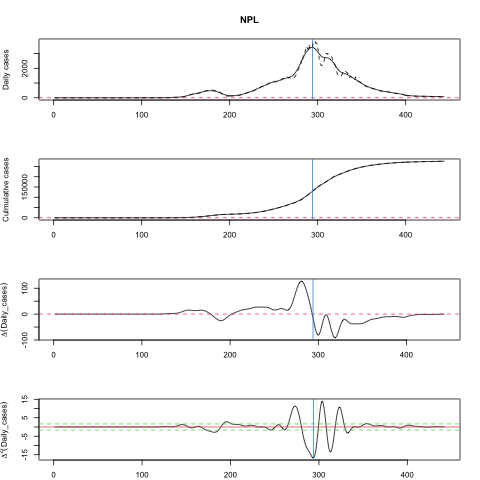 NPL
Daily cases
0 2000
0 100 200 300 400
Culmulative cases
0 150000
0 100 200 300 400
Δ(Daily_cases)
-100 0 100
0 100 200 300 400
Δ²(Daily_cases)
-15 -5 5 15
0 100 200 300 400